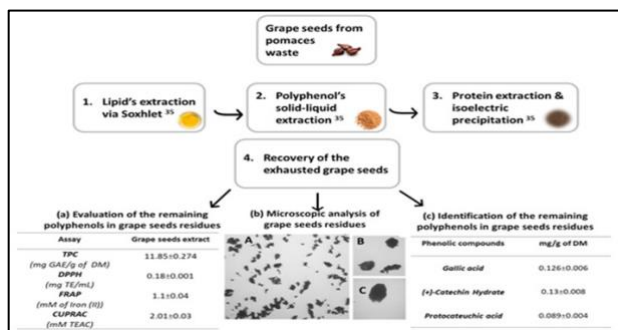 Grape seeds from
pomaces
waste
1. Lipid's extraction
via Soxhlet 35
2. Polyphenol's
solid-liquid
extraction 35
3. Protein extraction &
isoelectric
precipitation 35
4. Recovery of the
exhausted grape seeds
(a) Evaluation of the remaining
polyphenols in grape seeds residues
Assay Grape seeds extract
TPC 11.85±0.274
(mg GAE/g of DM)
DPPH 0.18±0.001
(mg TE/mL)
FRAP 1.1±0.04
(mM of Iron (II))
CUPRAC 2.01±0.03
(mM TEAC)
(b) Microscopic analysis of
grape seeds residues
A
B
C
(c) Identification of the remaining
polyphenols in grape seeds residues
Phenolic compounds mg/g of DM
Gallic acid 0.126±0.006
(+)-Catechin Hydrate 0.13±0.008
Protocateuchic acid 0.089±0.004